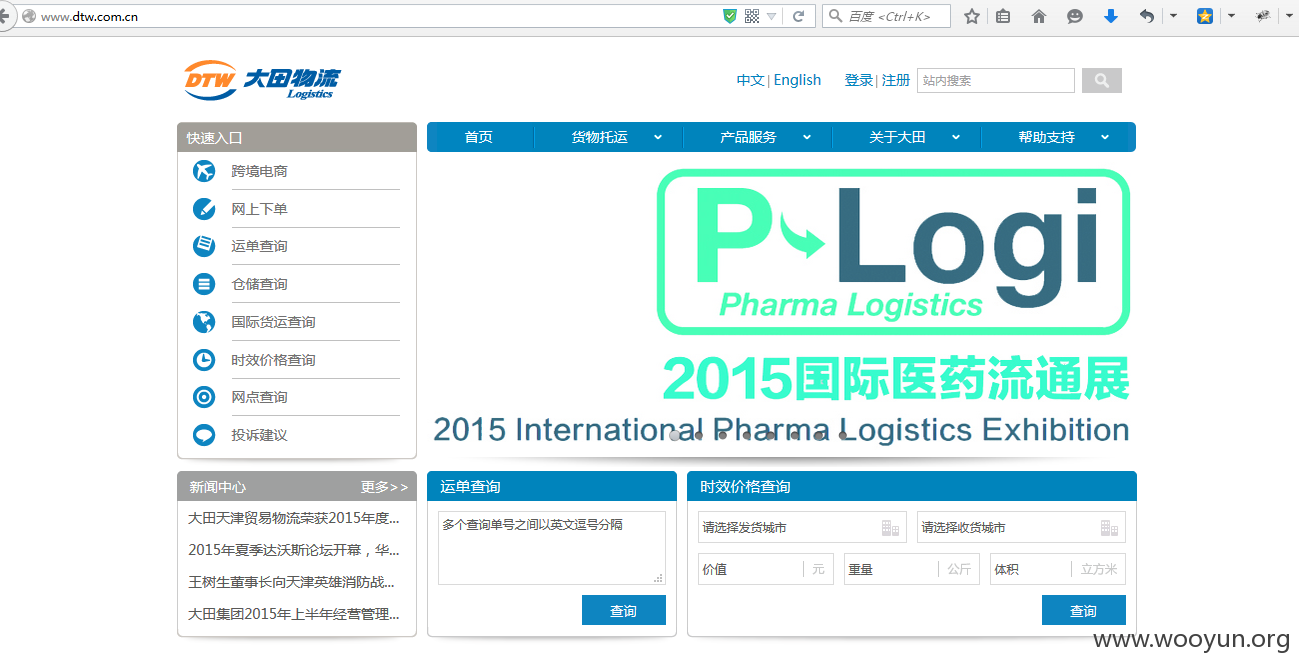 www.dtw.com.cn
百度 <Ctrl+K>
DTW 大田物流
Logistics
中文 | English 登录 | 注册 站内搜索
快速入口
跨境电商
网上下单
运单查询
仓储查询
国际货运查询
时效价格查询
网点查询
投诉建议
首页 货物托运 产品服务 关于大田 帮助支持
P Logi
Pharma Logistics
2015国际医药流通展
2015 International Pharma Logistics Exhibition
新闻中心 更多>>
大田天津贸易物流荣获2015年度...
2015年夏季达沃斯论坛开幕，华...
王树生董事长向天津英雄消防战...
大田集团2015年上半年经营管理...
运单查询
多个查询单号之间以英文逗号分隔
查询
时效价格查询
请选择发货城市 请选择收货城市
价值 元 重量 公斤 体积 立方米
查询
www.wooyun.org